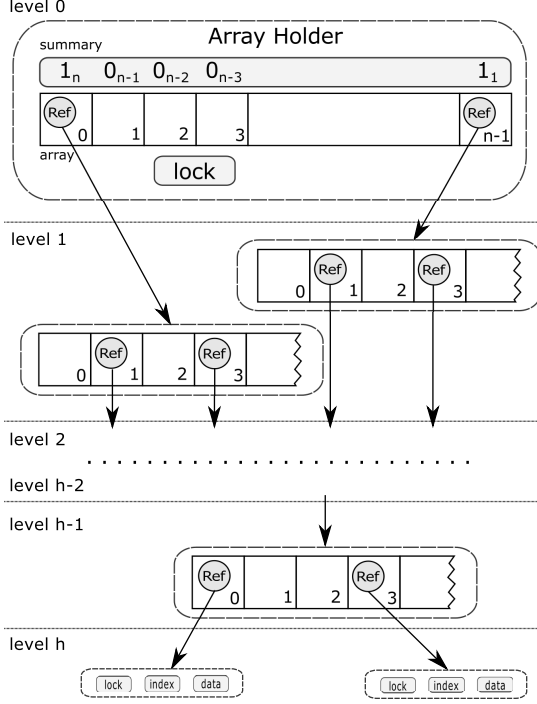 level 0
Array Holder
summary
1n 0n-1 0n-2 0n-3 11
Ref Ref
0 1 2 3 n-1
array
lock
level 1
Ref Ref
0 1 2 3
Ref Ref
0 1 2 3
level 2
. . . . . . . . . . . . . . . . . . . . . . . . . .
level h-2
level h-1
Ref Ref
0 1 2 3
level h
lock index data lock index data